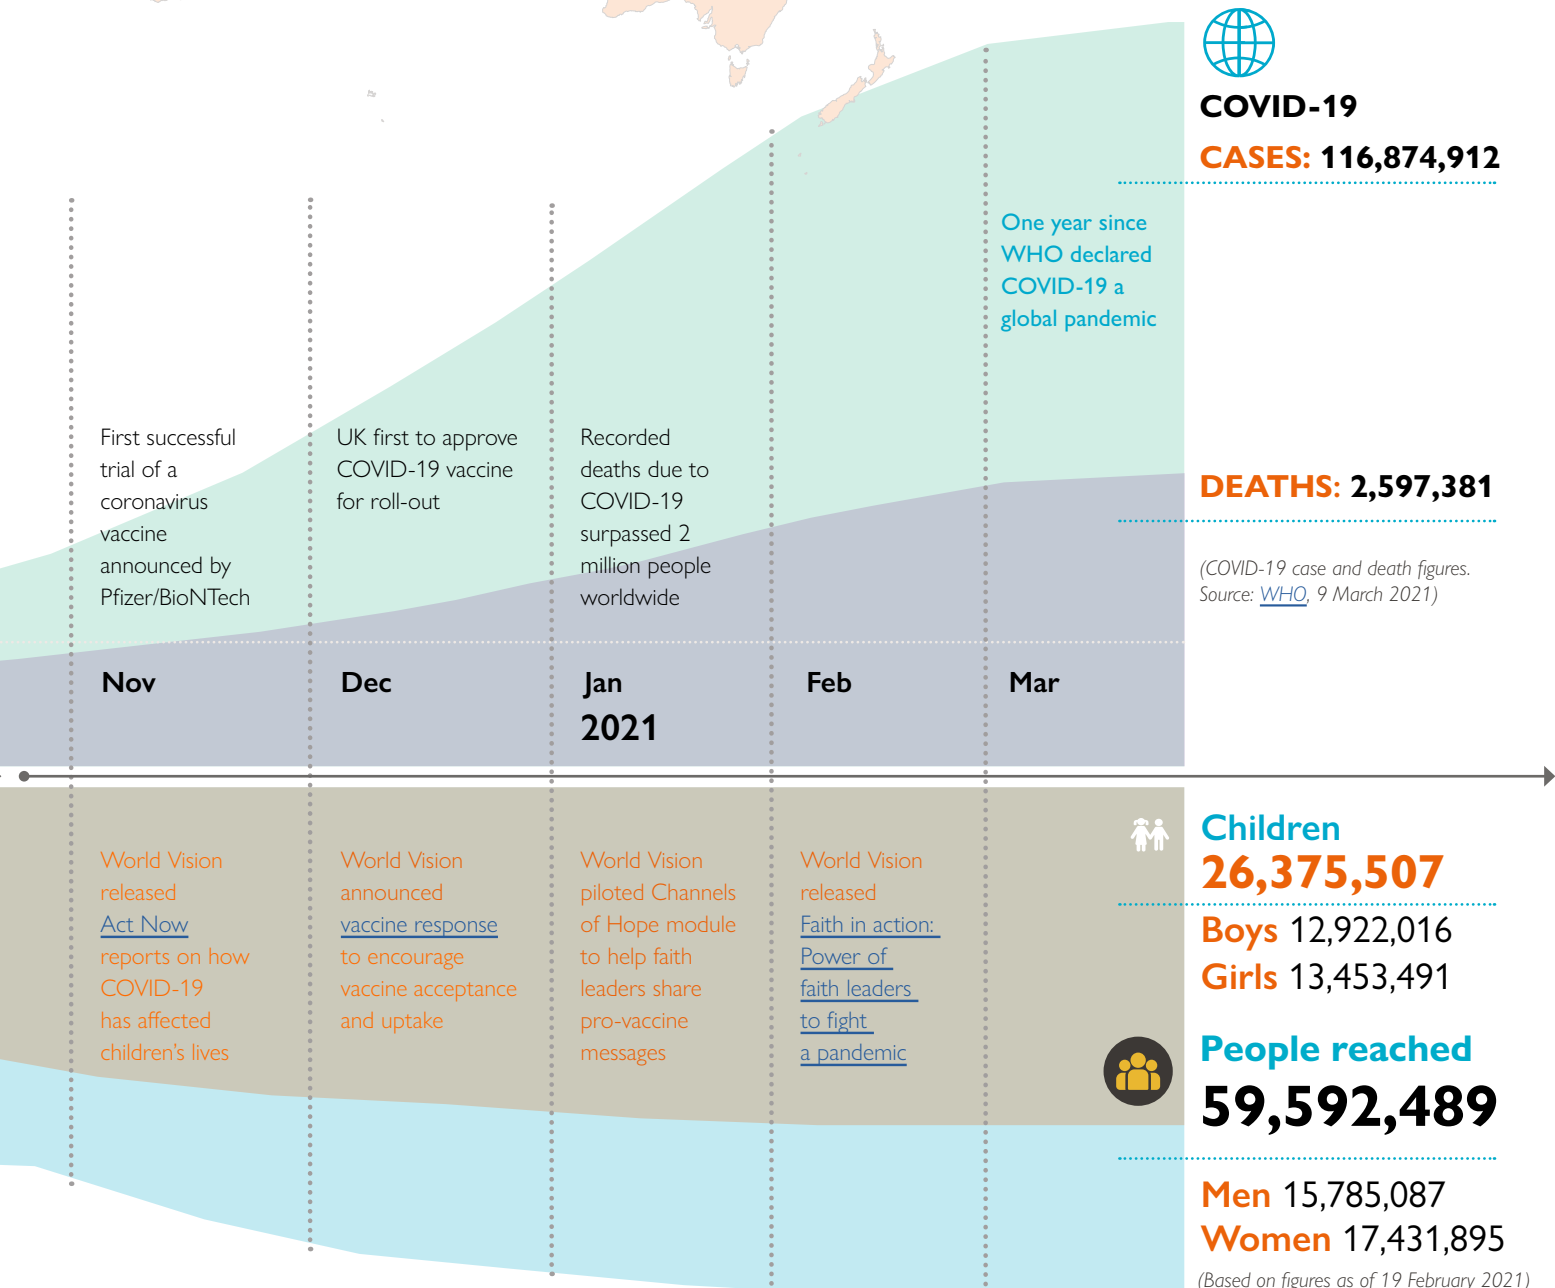 COVID-19
CASES: 116,874,912
One year since
WHO declared
COVID-19 a
global pandemic
First successful
trial of a
coronavirus
vaccine
announced by
Pfizer/BioNTech
UK first to approve
COVID-19 vaccine
for roll-out
Recorded
deaths due to
COVID-19
surpassed 2
million people
worldwide
DEATHS: 2,597,381
(COVID-19 case and death figures.
Source: WHO, 9 March 2021)
Nov
Dec
Jan
2021
Feb
Mar
World Vision
released
Act Now
reports on how
COVID-19
has affected
children's lives
World Vision
announced
vaccine response
to encourage
vaccine acceptance
and uptake
World Vision
piloted Channels
of Hope module
to help faith
leaders share
pro-vaccine
messages
World Vision
released
Faith in action:
Power of
faith leaders
to fight
a pandemic
Children
26,375,507
Boys 12,922,016
Girls 13,453,491
People reached
59,592,489
Men 15,785,087
Women 17,431,895
(Based on figures as of 19 February 2021)